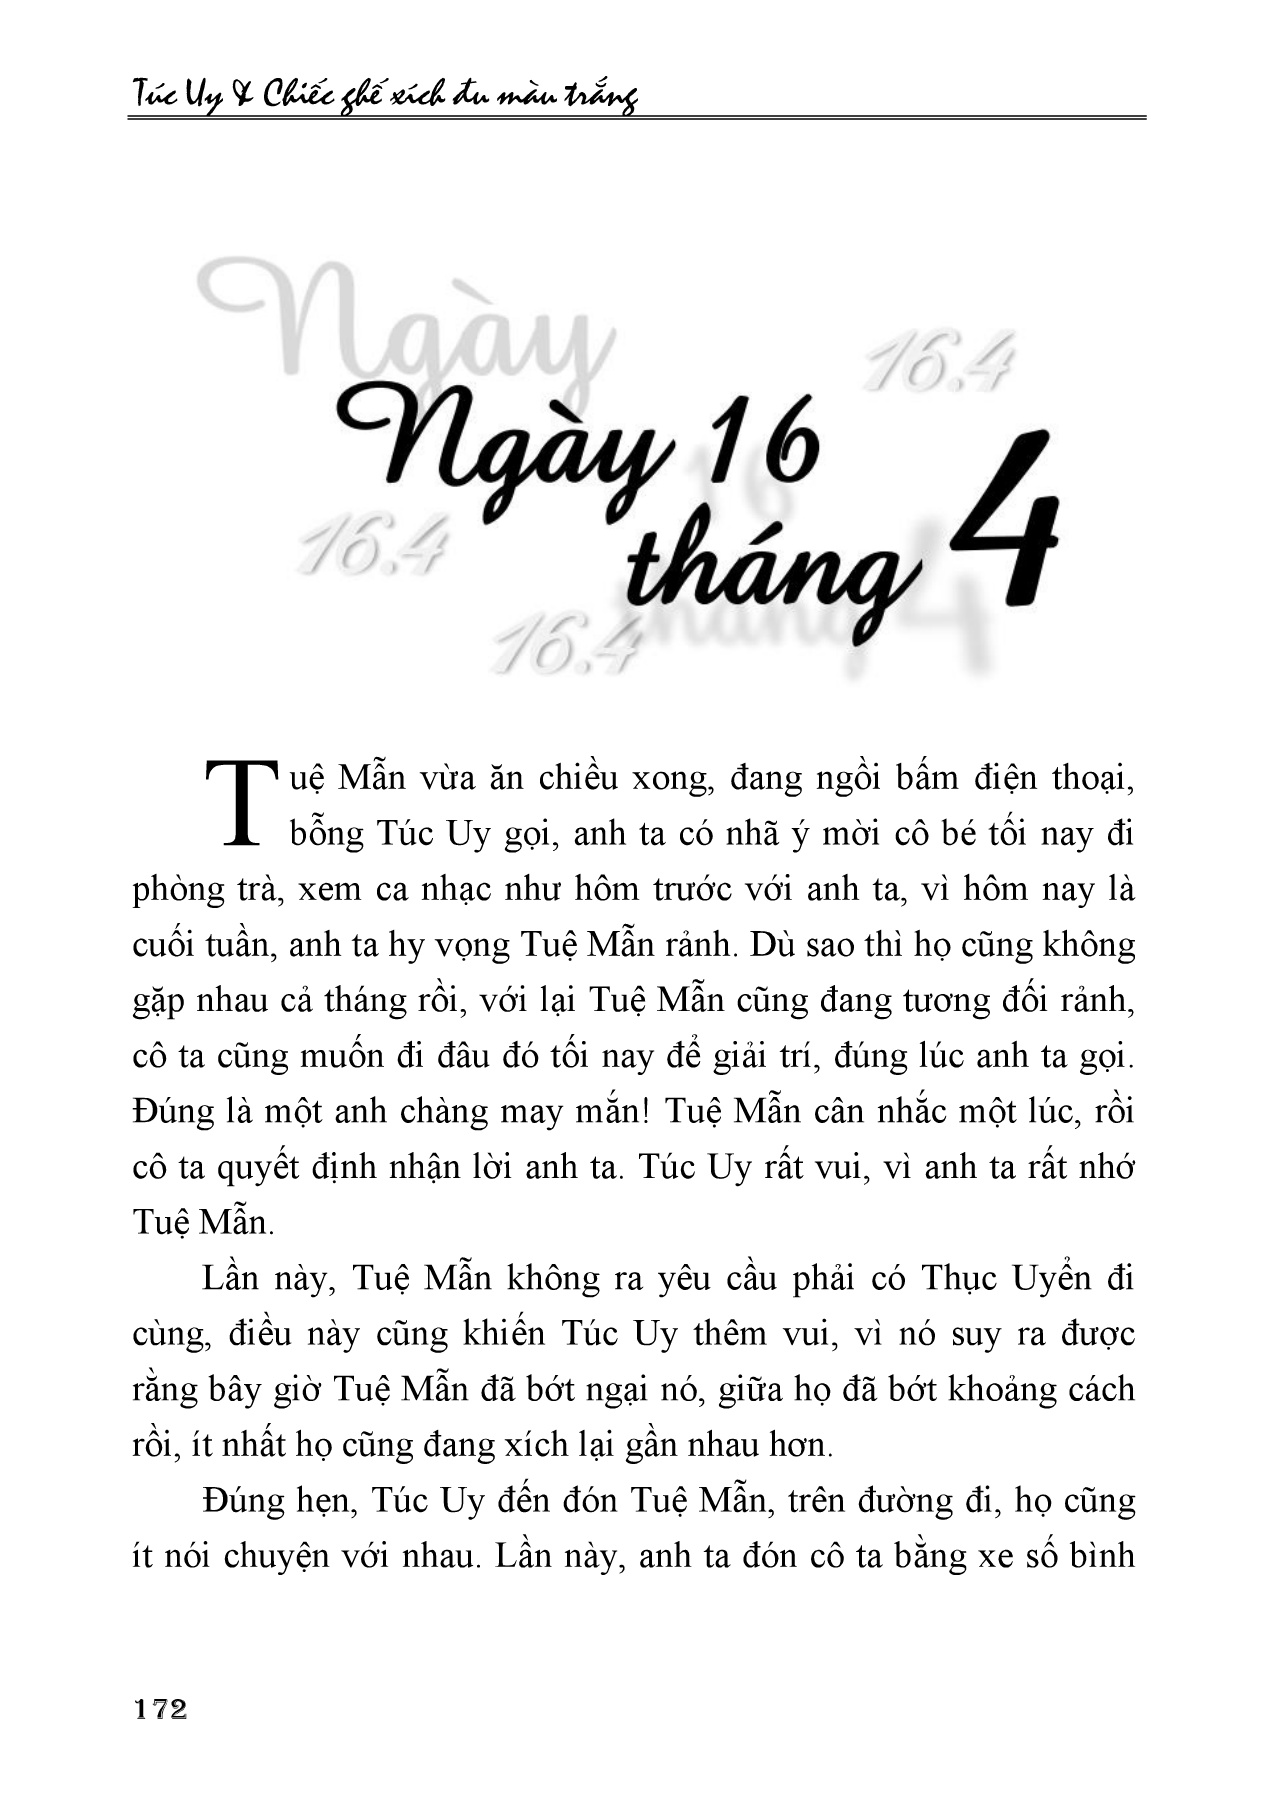 Túc Uy & Chiếc ghế xích đu màu trắng
Ngày
16.4
Ngày 16
16
tháng 4
16.4
16.4
tháng 4
Tuệ Mẫn vừa ăn chiều xong, đang ngồi bấm điện thoại,
bỗng Túc Uy gọi, anh ta có nhã ý mời cô bé tối nay đi
phòng trà, xem ca nhạc như hôm trước với anh ta, vì hôm nay là
cuối tuần, anh ta hy vọng Tuệ Mẫn rảnh. Dù sao thì họ cũng không
gặp nhau cả tháng rồi, với lại Tuệ Mẫn cũng đang tương đối rảnh,
cô ta cũng muốn đi đâu đó tối nay để giải trí, đúng lúc anh ta gọi.
Đúng là một anh chàng may mắn! Tuệ Mẫn cân nhắc một lúc, rồi
cô ta quyết định nhận lời anh ta. Túc Uy rất vui, vì anh ta rất nhớ
Tuệ Mẫn.
Lần này, Tuệ Mẫn không ra yêu cầu phải có Thục Uyển đi
cùng, điều này cũng khiến Túc Uy thêm vui, vì nó suy ra được
rằng bây giờ Tuệ Mẫn đã bớt ngại nó, giữa họ đã bớt khoảng cách
rồi, ít nhất họ cũng đang xích lại gần nhau hơn.
Đúng hẹn, Túc Uy đến đón Tuệ Mẫn, trên đường đi, họ cũng
ít nói chuyện với nhau. Lần này, anh ta đón cô ta bằng xe số bình
172